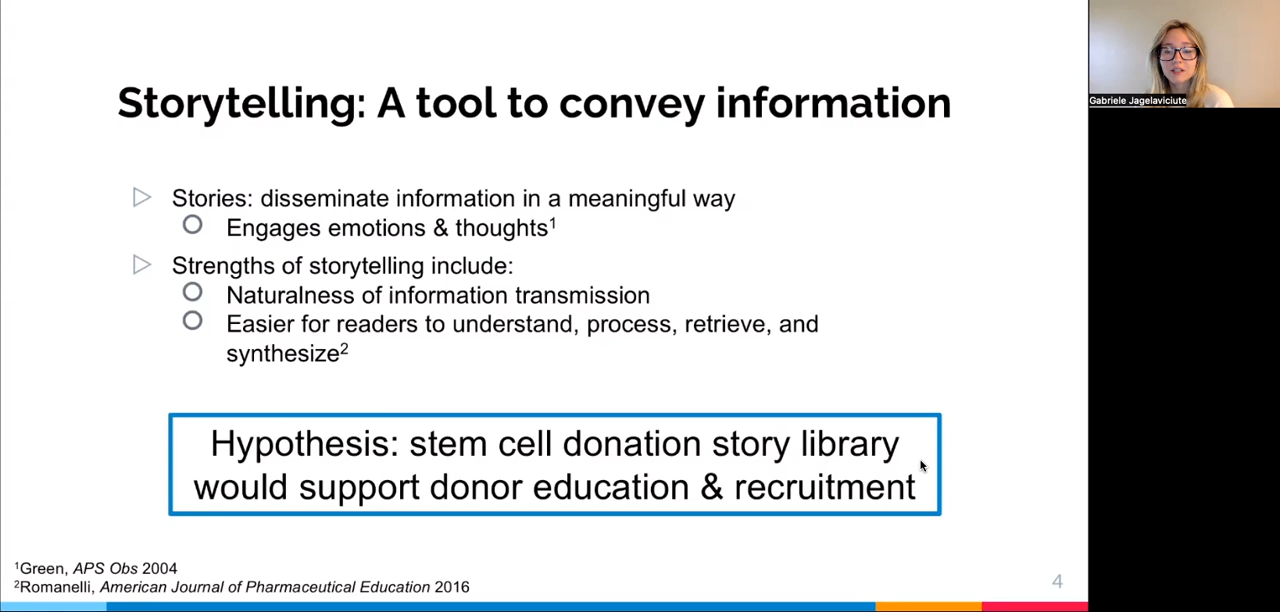 Storytelling: A tool to convey information
Stories: disseminate information in a meaningful way
Engages emotions & thoughts1
Strengths of storytelling include:
Naturalness of information transmission
Easier for readers to understand, process, retrieve, and
synthesize2
Hypothesis: stem cell donation story library
would support donor education & recruitment
1Green, APS Obs 2004
2Romanelli, American Journal of Pharmaceutical Education 2016
4
Gabriele Jagelaviciute